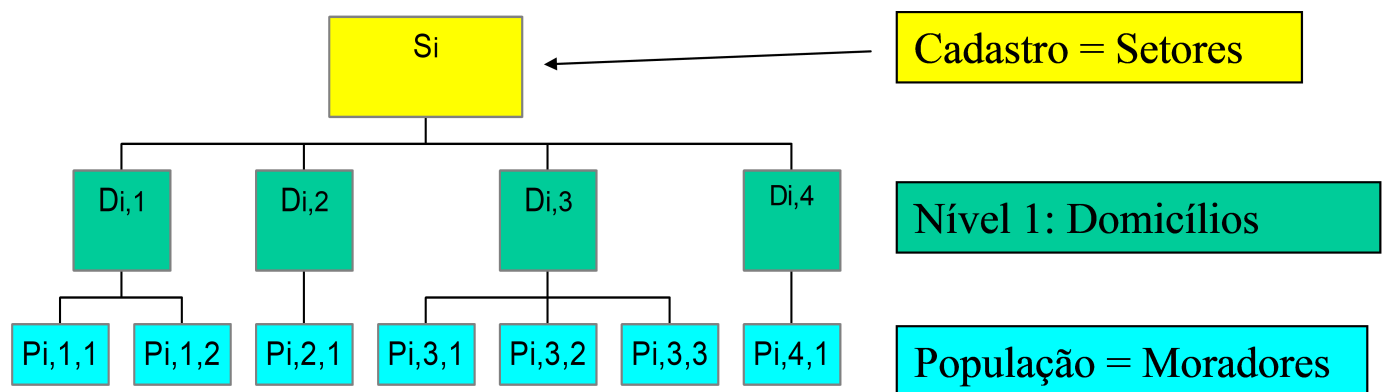 Si
Cadastro = Setores
Di,1 Di,2 Di,3 Di,4
Nível 1: Domicílios
Pi,1,1 Pi,1,2 Pi,2,1 Pi,3,1 Pi,3,2 Pi,3,3 Pi,4,1
População = Moradores